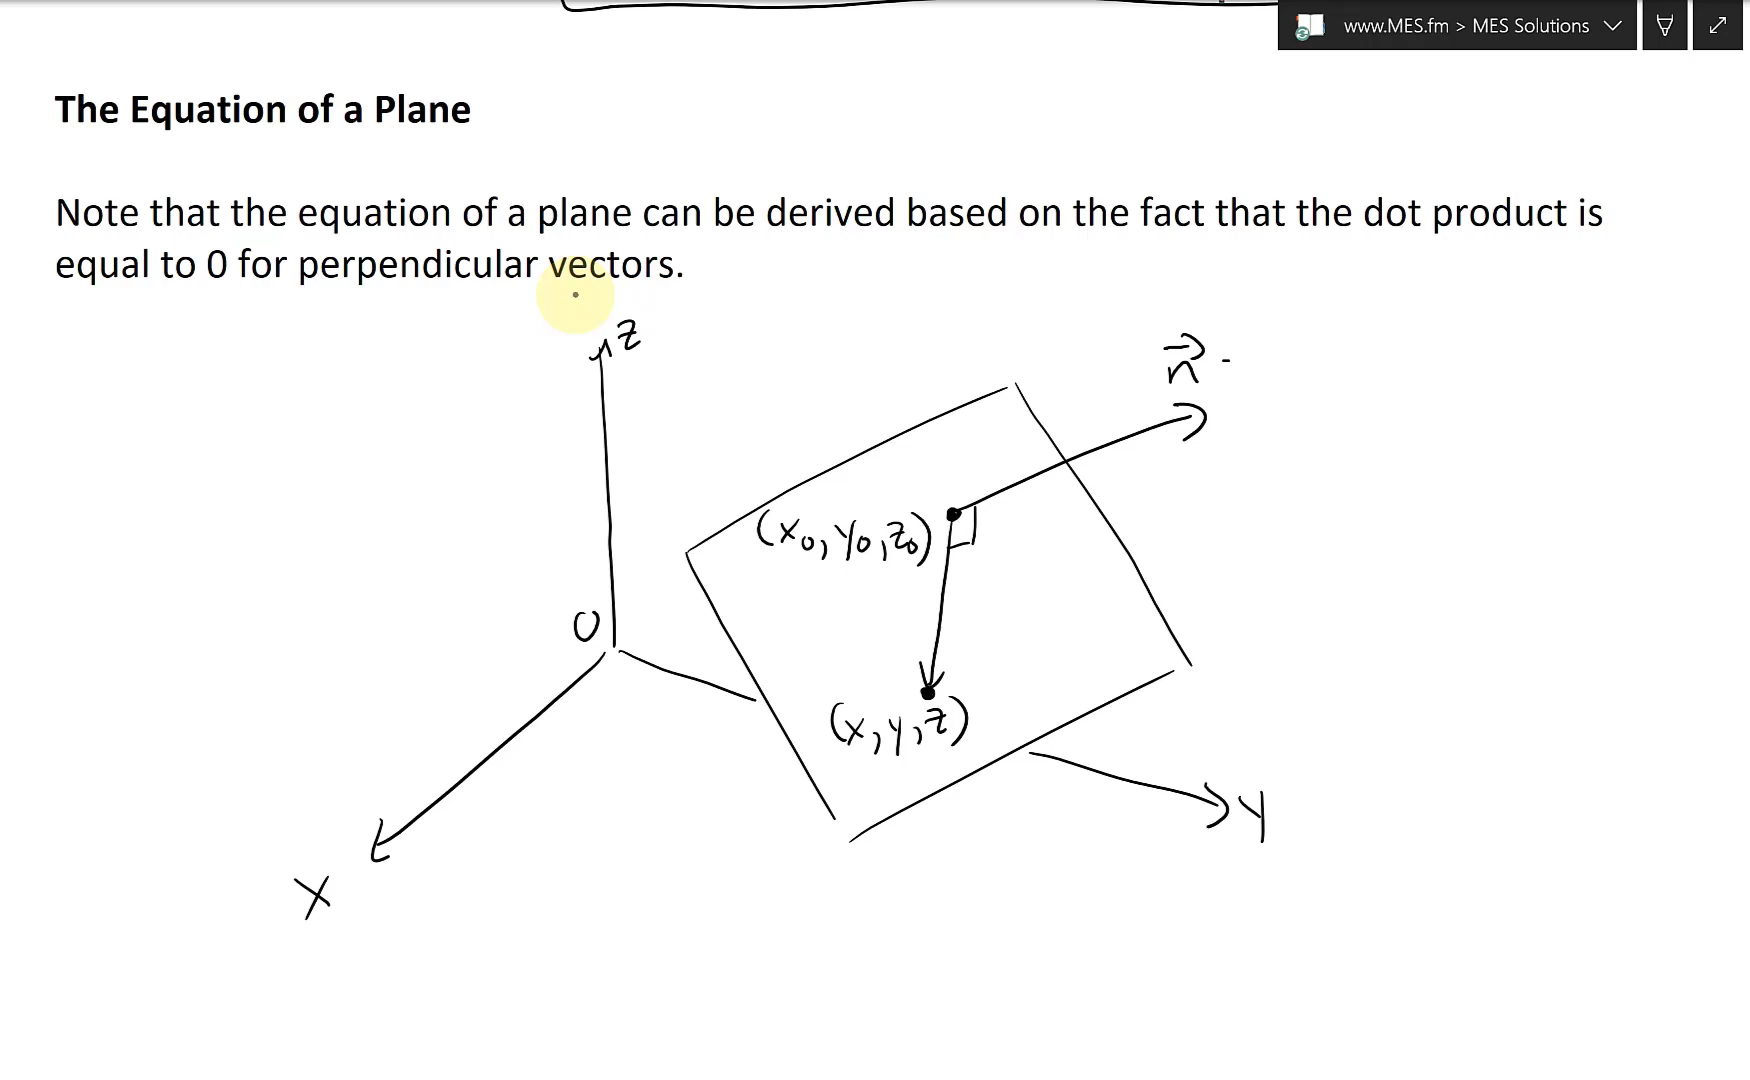 www.MES.fm > MES Solutions
The Equation of a Plane
Note that the equation of a plane can be derived based on the fact that the dot product is
equal to 0 for perpendicular vectors.
z
n⃗ -
(x₀, y₀, z₀)
O
(x, y, z)
y
x